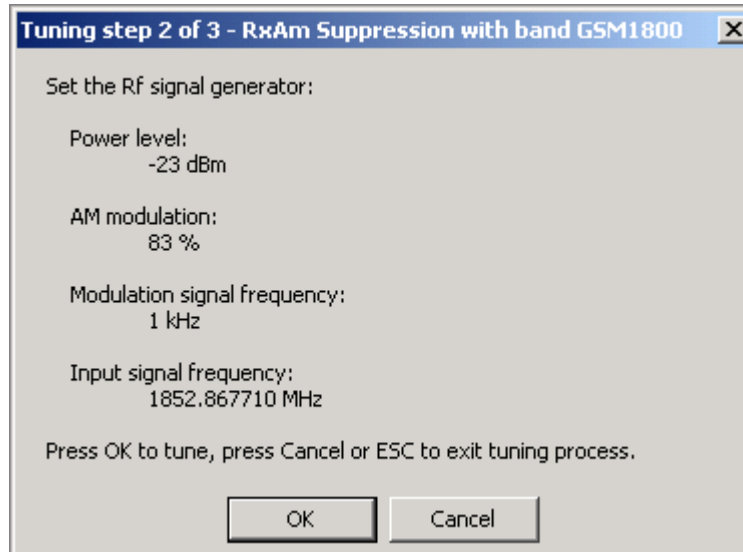 Tuning step 2 of 3 - RxAm Suppression with band GSM1800
Set the Rf signal generator:
Power level:
-23 dBm
AM modulation:
83 %
Modulation signal frequency:
1 kHz
Input signal frequency:
1852.867710 MHz
Press OK to tune, press Cancel or ESC to exit tuning process.
OK Cancel